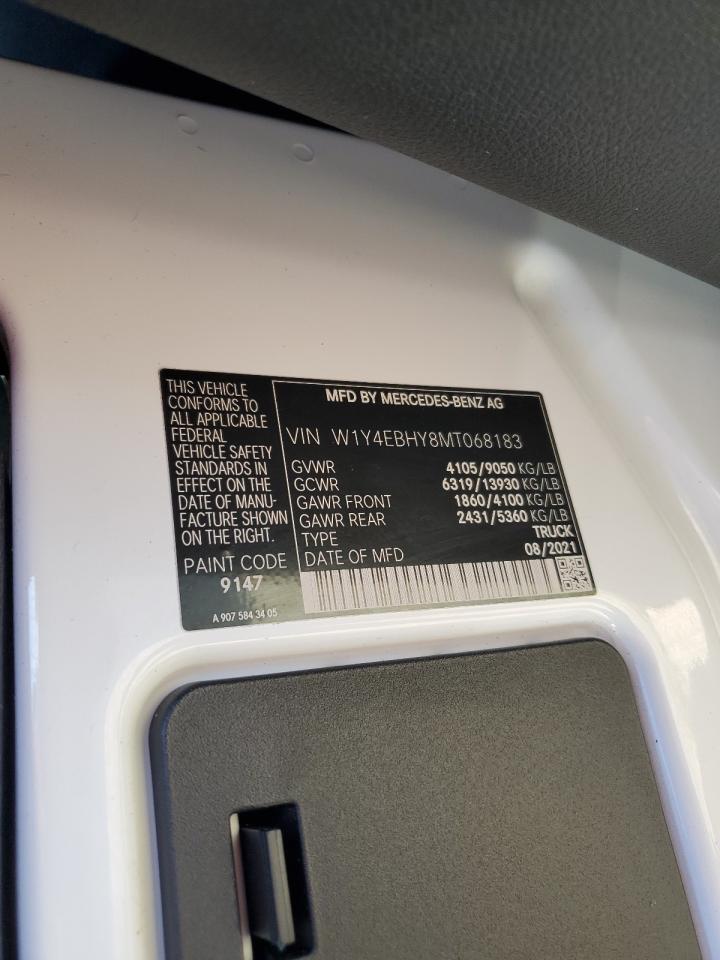 THIS VEHICLE
CONFORMS TO
ALL APPLICABLE
FEDERAL
VEHICLE SAFETY
STANDARDS IN
EFFECT ON THE
DATE OF MANU-
FACTURE SHOWN
ON THE RIGHT.
PAINT CODE
9147
A 907 584 34 05
MFD BY MERCEDES-BENZ AG
VIN W1Y4EBHY8MT068183
GVWR 4105/9050 KG/LB
GCWR 6319/13930 KG/LB
GAWR FRONT 1860/4100 KG/LB
GAWR REAR 2431/5360 KG/LB
TYPE TRUCK
DATE OF MFD 08/2021